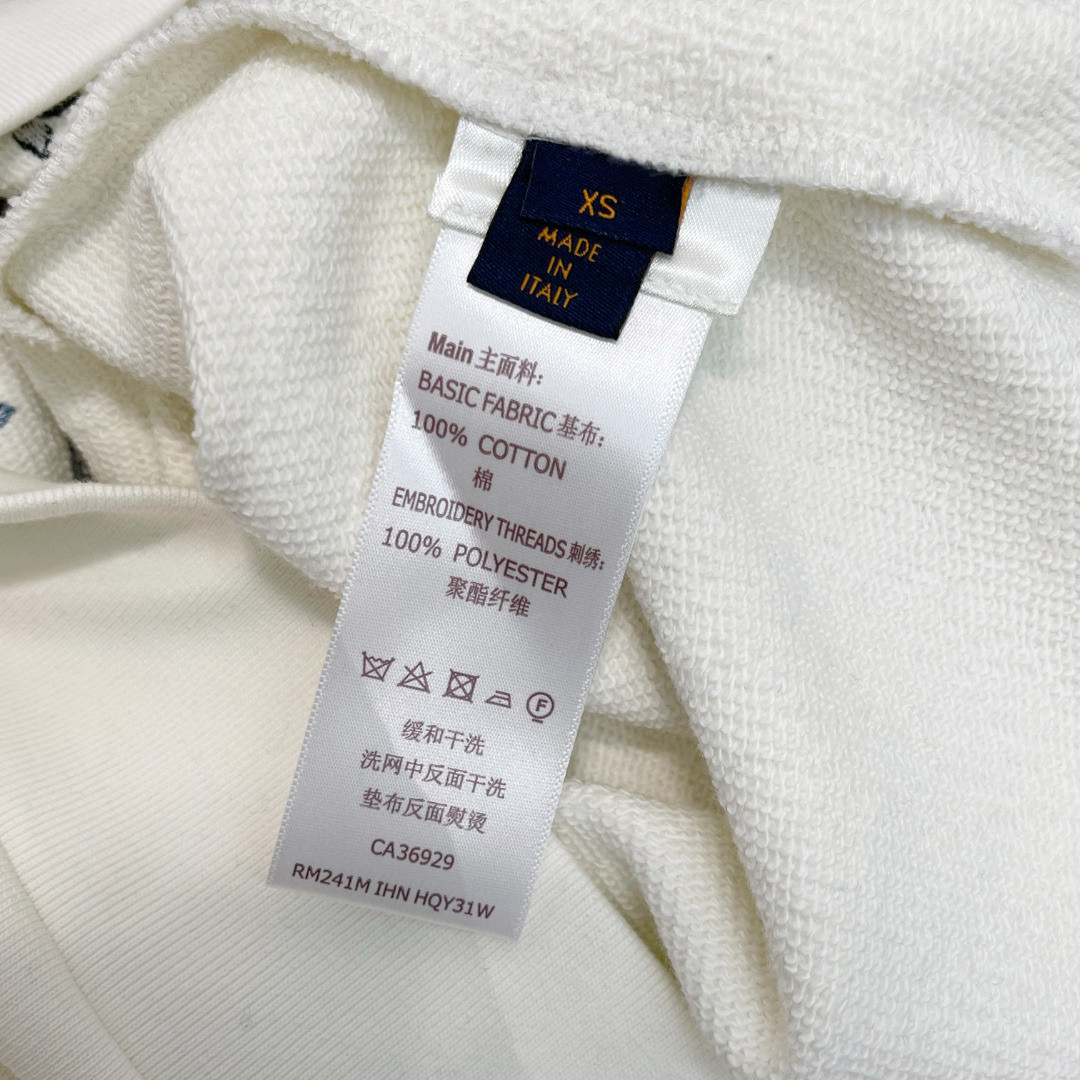 XS
MADE
IN
ITALY
Main 主面料:
BASIC FABRIC 基布:
100% COTTON
棉
EMBROIDERY THREADS 刺绣:
100% POLYESTER
聚酯纤维
F
缓和干洗
洗网中反面干洗
垫布反面熨烫
CA36929
RM241M IHN HQY31W